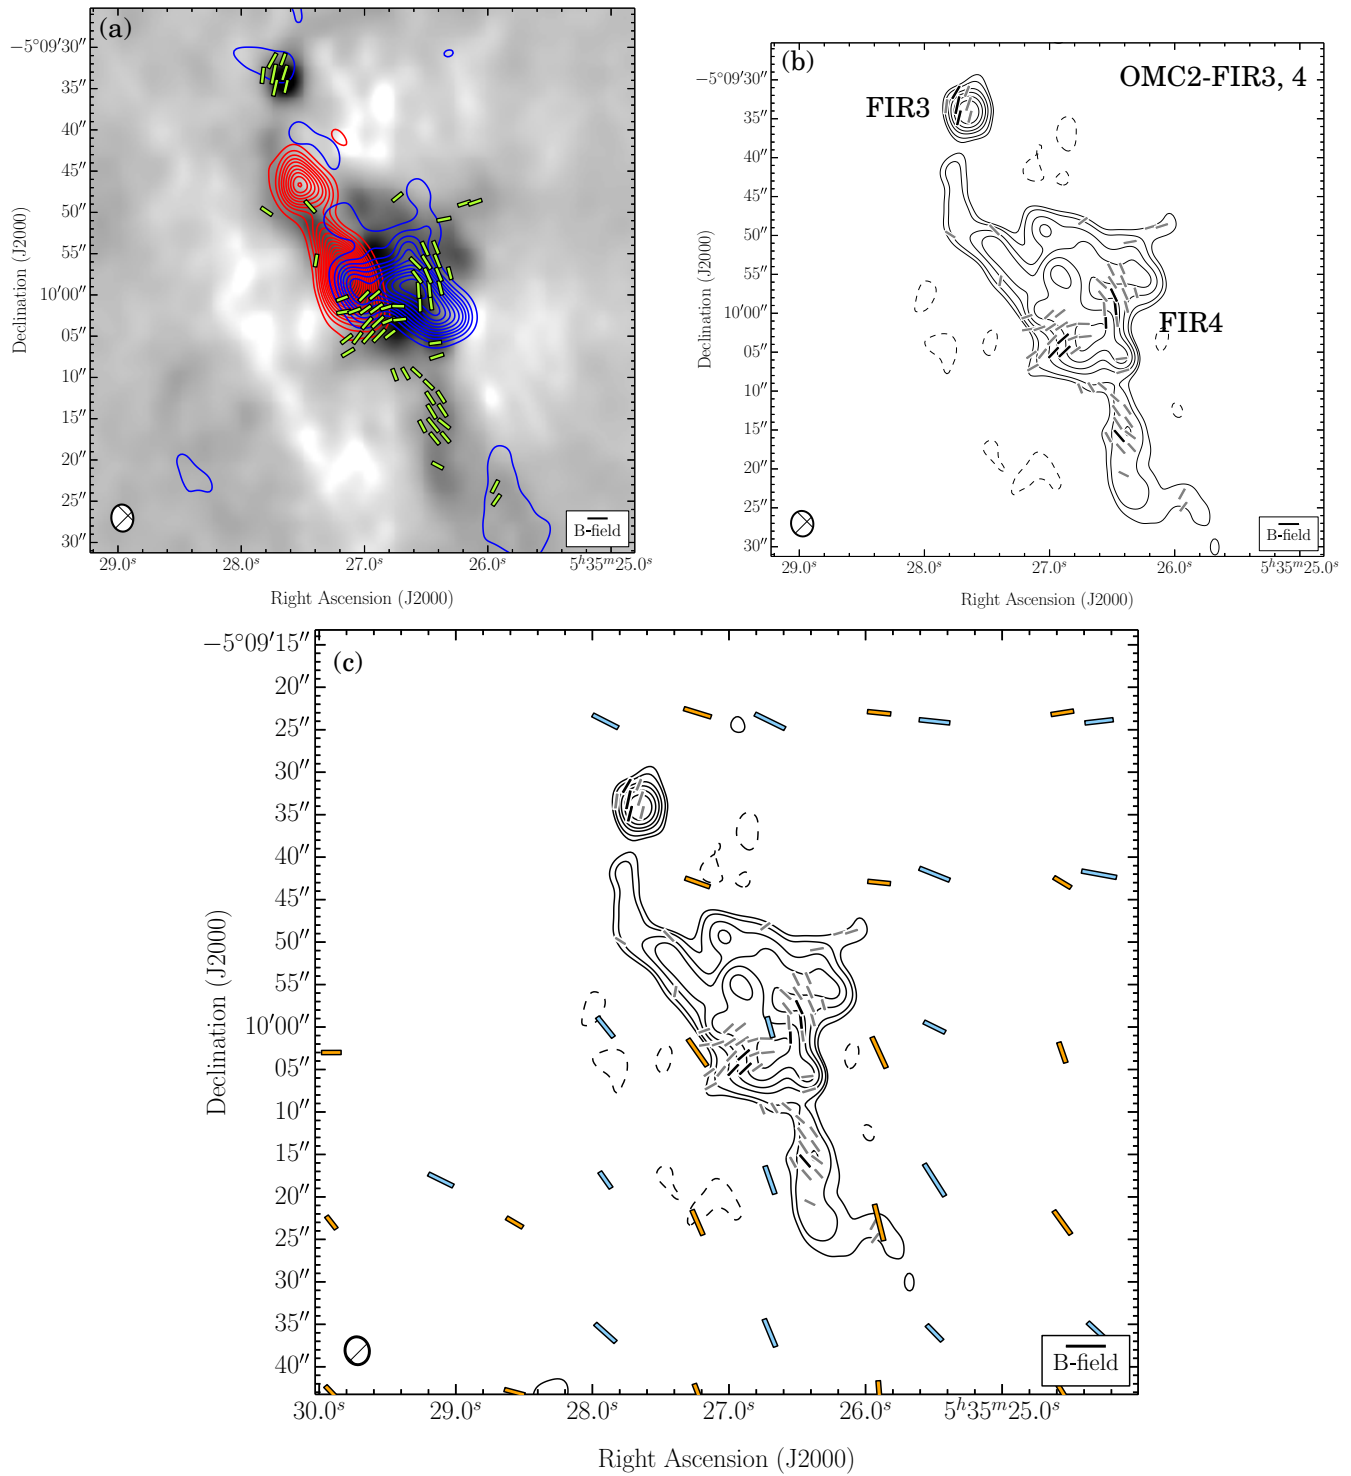 (a)
−5°09′30″
35″
40″
45″
50″
55″
10′00″
05″
10″
15″
20″
25″
30″
Declination (J2000)
B-field
29.0ˢ
28.0ˢ
27.0ˢ
26.0ˢ
5ʰ35ᵐ25.0ˢ
Right Ascension (J2000)
(b)
OMC2-FIR3, 4
FIR3
FIR4
−5°09′30″
40″
50″
55″
10′00″
05″
10″
15″
20″
25″
30″
Declination (J2000)
B-field
29.0ˢ
28.0ˢ
27.0ˢ
26.0ˢ
5ʰ35ᵐ25.0ˢ
Right Ascension (J2000)
(c)
−5°09′15″
20″
25″
30″
35″
40″
45″
50″
55″
10′00″
05″
10″
15″
20″
25″
30″
35″
40″
Declination (J2000)
B-field
30.0ˢ
29.0ˢ
28.0ˢ
27.0ˢ
26.0ˢ
5ʰ35ᵐ25.0ˢ
Right Ascension (J2000)